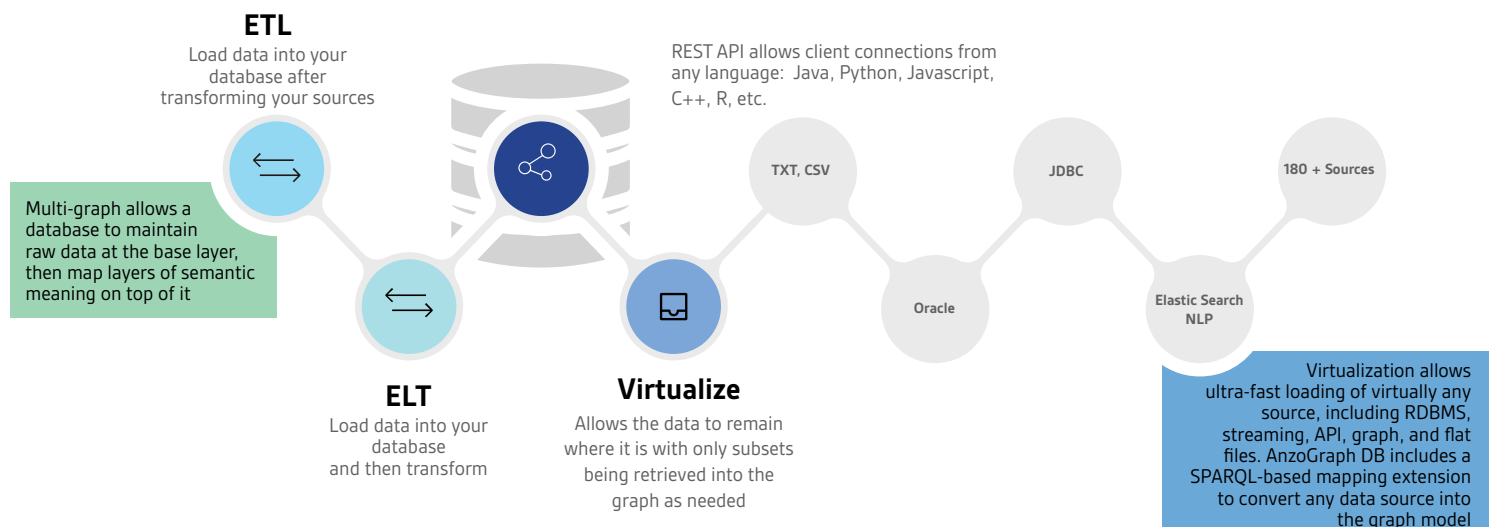 ETL
Load data into your
database after
transforming your sources
REST API allows client connections from
any language: Java, Python, Javascript,
C++, R, etc.
TXT, CSV
JDBC
180 + Sources
Multi-graph allows a
database to maintain
raw data at the base layer,
then map layers of semantic
meaning on top of it
Oracle
Elastic Search
NLP
ELT
Load data into your
database
and then transform
Virtualize
Allows the data to remain
where it is with only subsets
being retrieved into the
graph as needed
Virtualization allows
ultra-fast loading of virtually any
source, including RDBMS,
streaming, API, graph, and flat
files. AnzoGraph DB includes a
SPARQL-based mapping extension
to convert any data source into
the graph model